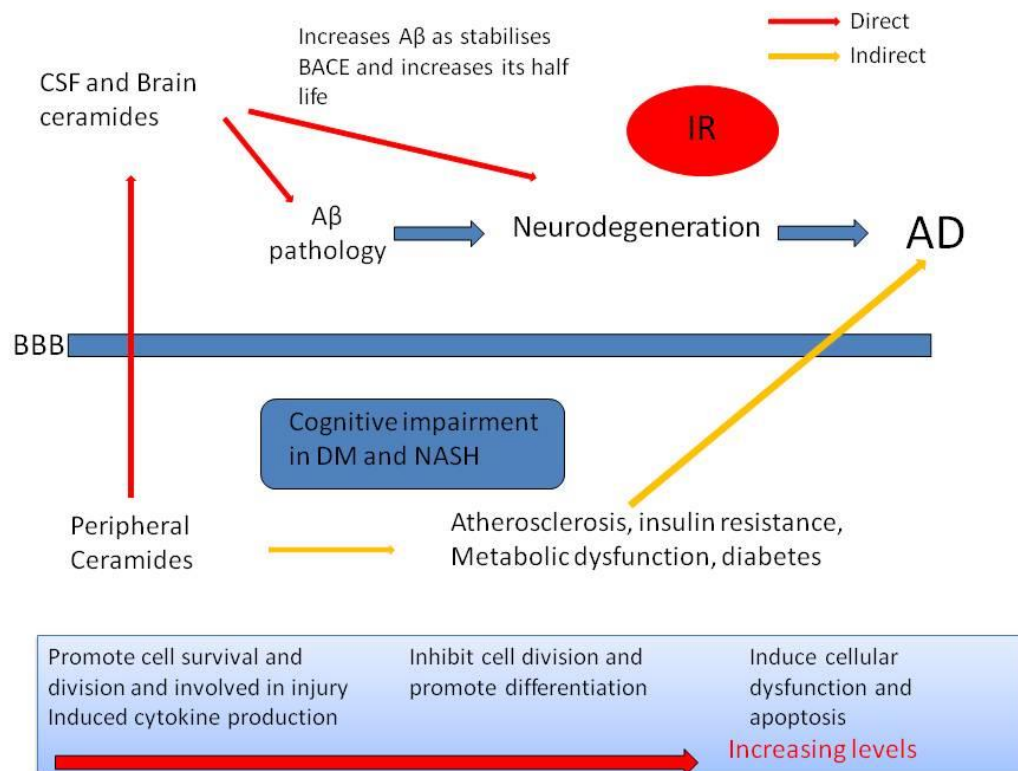 Direct
Indirect
Increases Aβ as stabilises
BACE and increases its half
life
CSF and Brain
ceramides
IR
Aβ
pathology
Neurodegeneration
AD
BBB
Cognitive impairment
in DM and NASH
Peripheral
Ceramides
Atherosclerosis, insulin resistance,
Metabolic dysfunction, diabetes
Promote cell survival and
division and involved in injury
Induced cytokine production
Inhibit cell division and
promote differentiation
Induce cellular
dysfunction and
apoptosis
Increasing levels